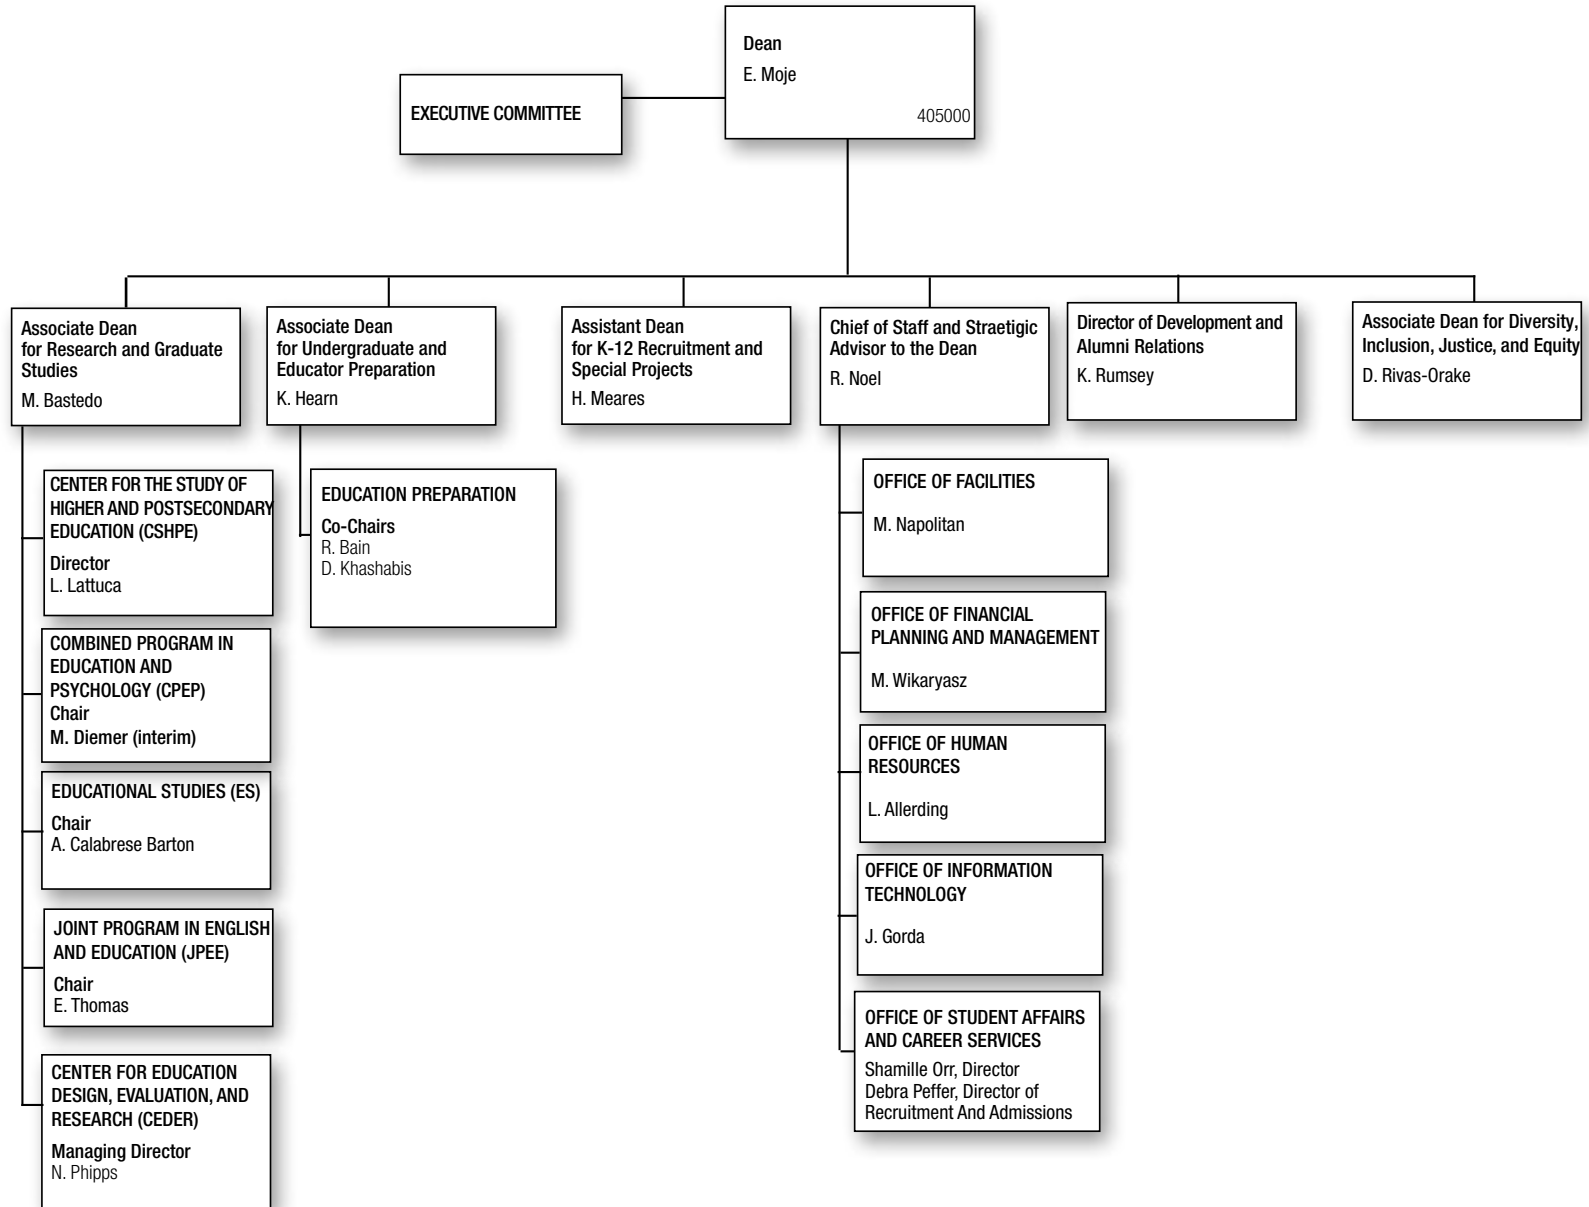 Dean
E. Moje
405000
EXECUTIVE COMMITTEE
Associate Dean
for Research and Graduate
Studies
M. Bastedo
Associate Dean
for Undergraduate and
Educator Preparation
K. Hearn
Assistant Dean
for K-12 Recruitment and
Special Projects
H. Meares
Chief of Staff and Straetigic
Advisor to the Dean
R. Noel
Director of Development and
Alumni Relations
K. Rumsey
Associate Dean for Diversity,
Inclusion, Justice, and Equity
D. Rivas-Orake
CENTER FOR THE STUDY OF
HIGHER AND POSTSECONDARY
EDUCATION (CSHPE)
Director
L. Lattuca
COMBINED PROGRAM IN
EDUCATION AND
PSYCHOLOGY (CPEP)
Chair
M. Diemer (interim)
EDUCATIONAL STUDIES (ES)
Chair
A. Calabrese Barton
JOINT PROGRAM IN ENGLISH
AND EDUCATION (JPEE)
Chair
E. Thomas
CENTER FOR EDUCATION
DESIGN, EVALUATION, AND
RESEARCH (CEDER)
Managing Director
N. Phipps
EDUCATION PREPARATION
Co-Chairs
R. Bain
D. Khashabis
OFFICE OF FACILITIES
M. Napolitan
OFFICE OF FINANCIAL
PLANNING AND MANAGEMENT
M. Wikaryasz
OFFICE OF HUMAN
RESOURCES
L. Allerding
OFFICE OF INFORMATION
TECHNOLOGY
J. Gorda
OFFICE OF STUDENT AFFAIRS
AND CAREER SERVICES
Shamille Orr, Director
Debra Peffer, Director of
Recruitment And Admissions